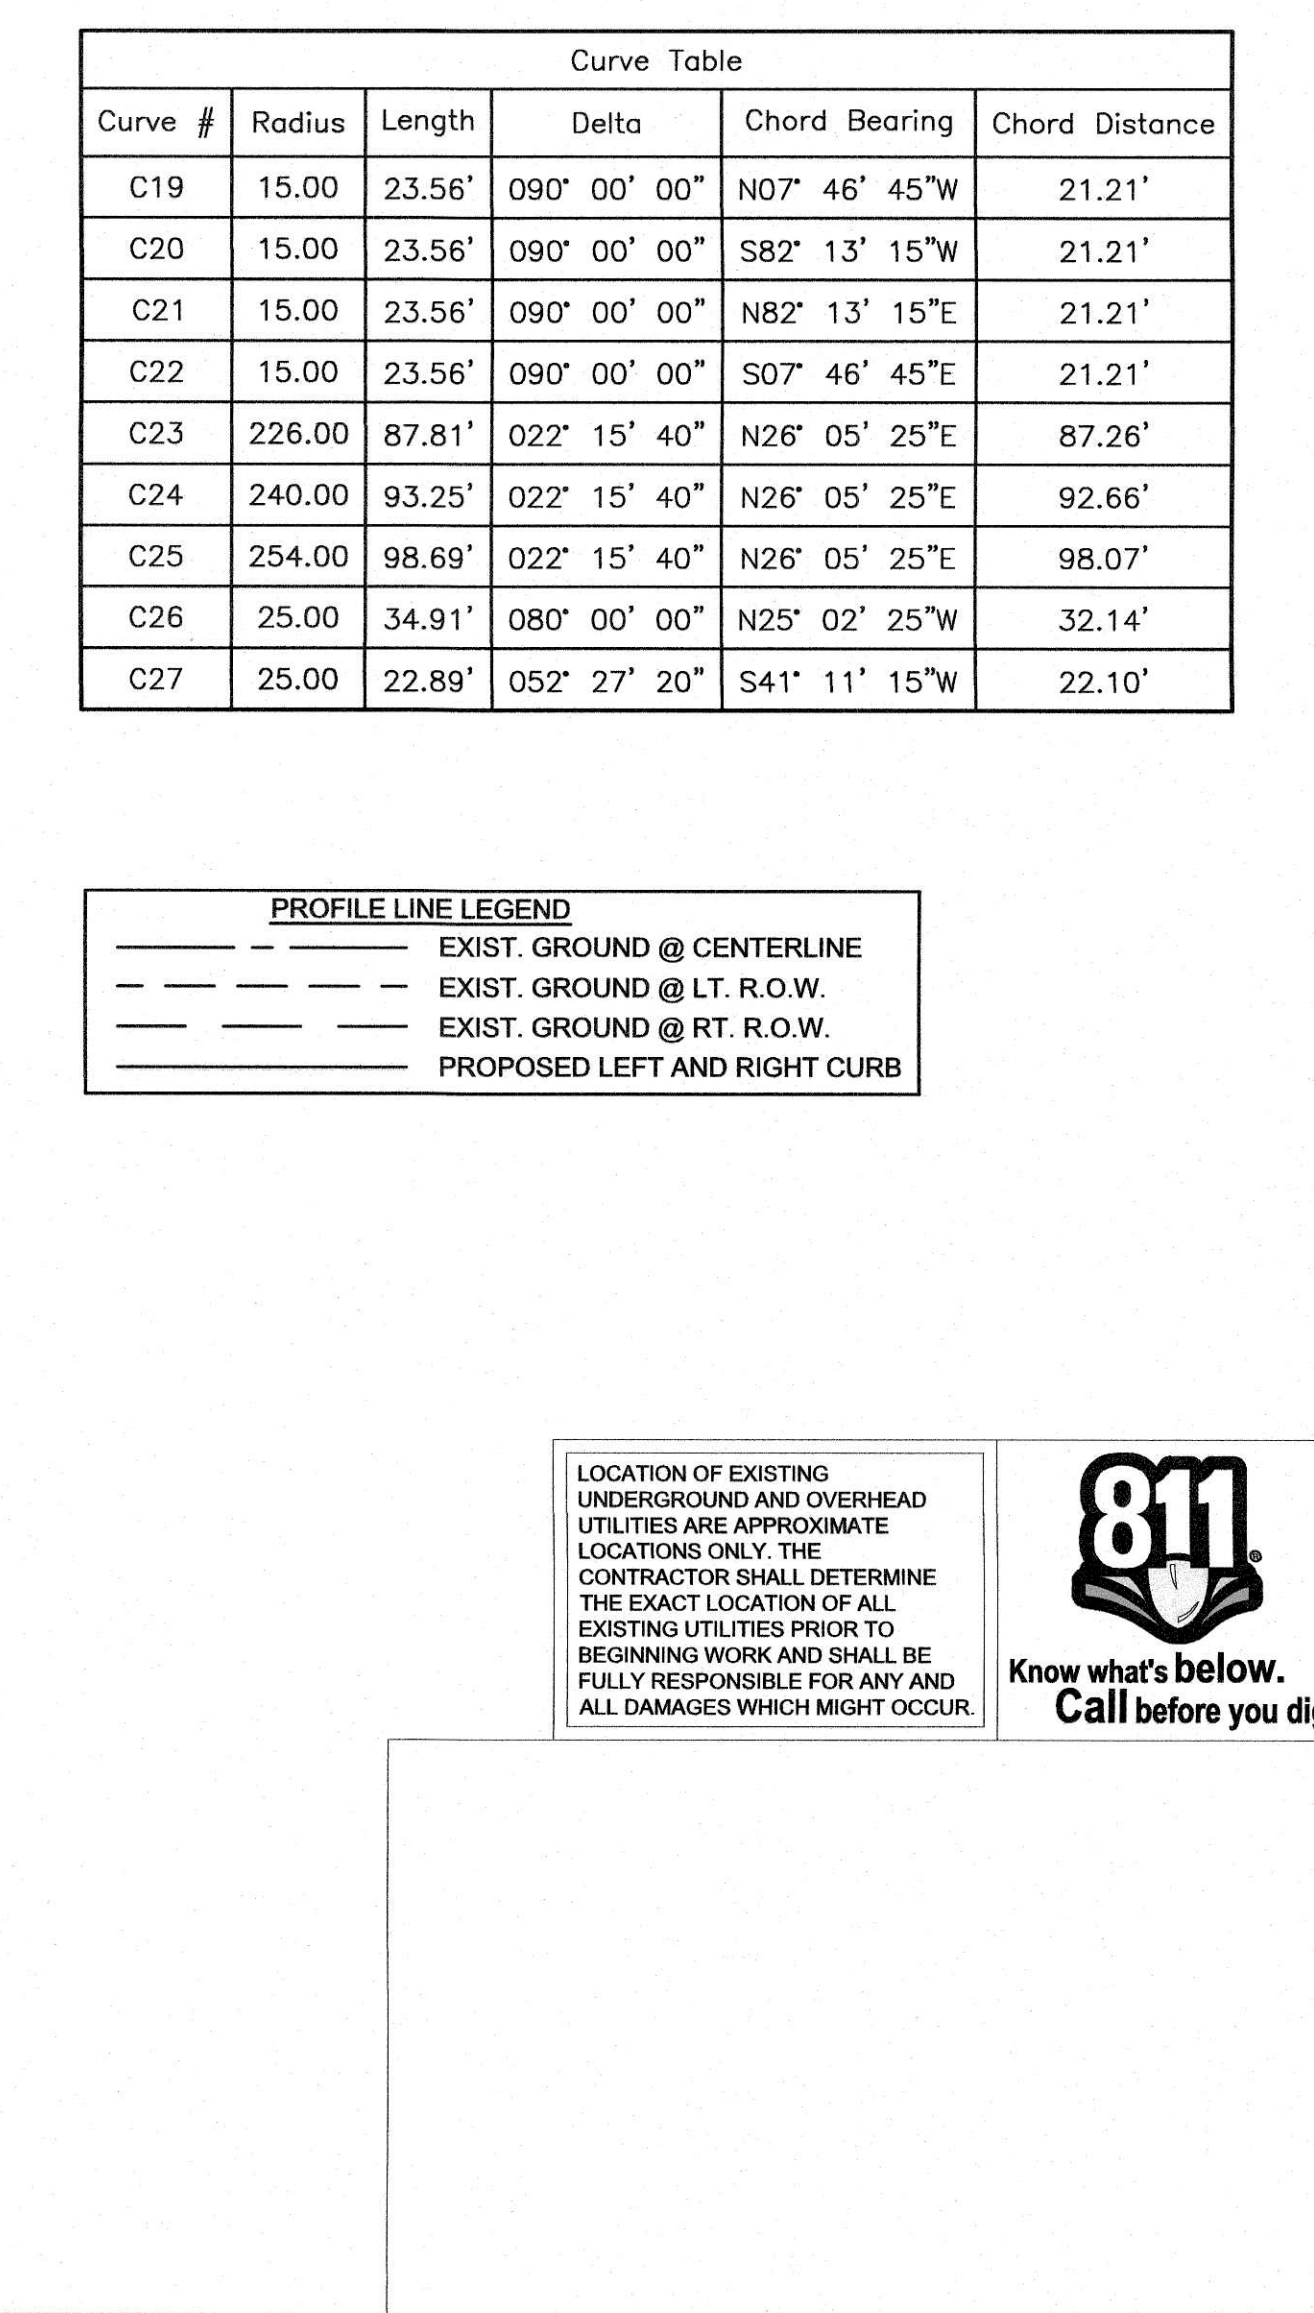 Curve Table
Curve # Radius Length Delta Chord Bearing Chord Distance
C19 15.00 23.56' 090° 00' 00" N07° 46' 45"W 21.21'
C20 15.00 23.56' 090° 00' 00" S82° 13' 15"W 21.21'
C21 15.00 23.56' 090° 00' 00" N82° 13' 15"E 21.21'
C22 15.00 23.56' 090° 00' 00" S07° 46' 45"E 21.21'
C23 226.00 87.81' 022° 15' 40" N26° 05' 25"E 87.26'
C24 240.00 93.25' 022° 15' 40" N26° 05' 25"E 92.66'
C25 254.00 98.69' 022° 15' 40" N26° 05' 25"E 98.07'
C26 25.00 34.91' 080° 00' 00" N25° 02' 25"W 32.14'
C27 25.00 22.89' 052° 27' 20" S41° 11' 15"W 22.10'
PROFILE LINE LEGEND
EXIST. GROUND @ CENTERLINE
EXIST. GROUND @ LT. R.O.W.
EXIST. GROUND @ RT. R.O.W.
PROPOSED LEFT AND RIGHT CURB
LOCATION OF EXISTING
UNDERGROUND AND OVERHEAD
UTILITIES ARE APPROXIMATE
LOCATIONS ONLY. THE
CONTRACTOR SHALL DETERMINE
THE EXACT LOCATION OF ALL
EXISTING UTILITIES PRIOR TO
BEGINNING WORK AND SHALL BE
FULLY RESPONSIBLE FOR ANY AND
ALL DAMAGES WHICH MIGHT OCCUR.
811®
Know what's below.
Call before you